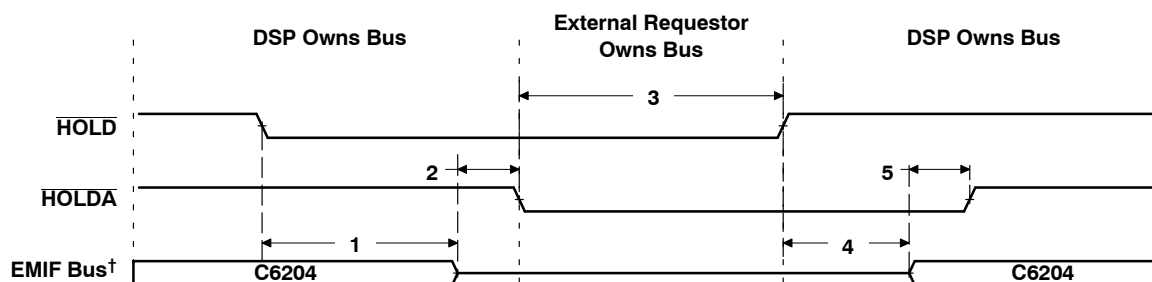 DSP Owns Bus
External Requestor
Owns Bus
DSP Owns Bus
3
HOLD
2
5
HOLDA
1
4
EMIF Bus†
C6204
C6204